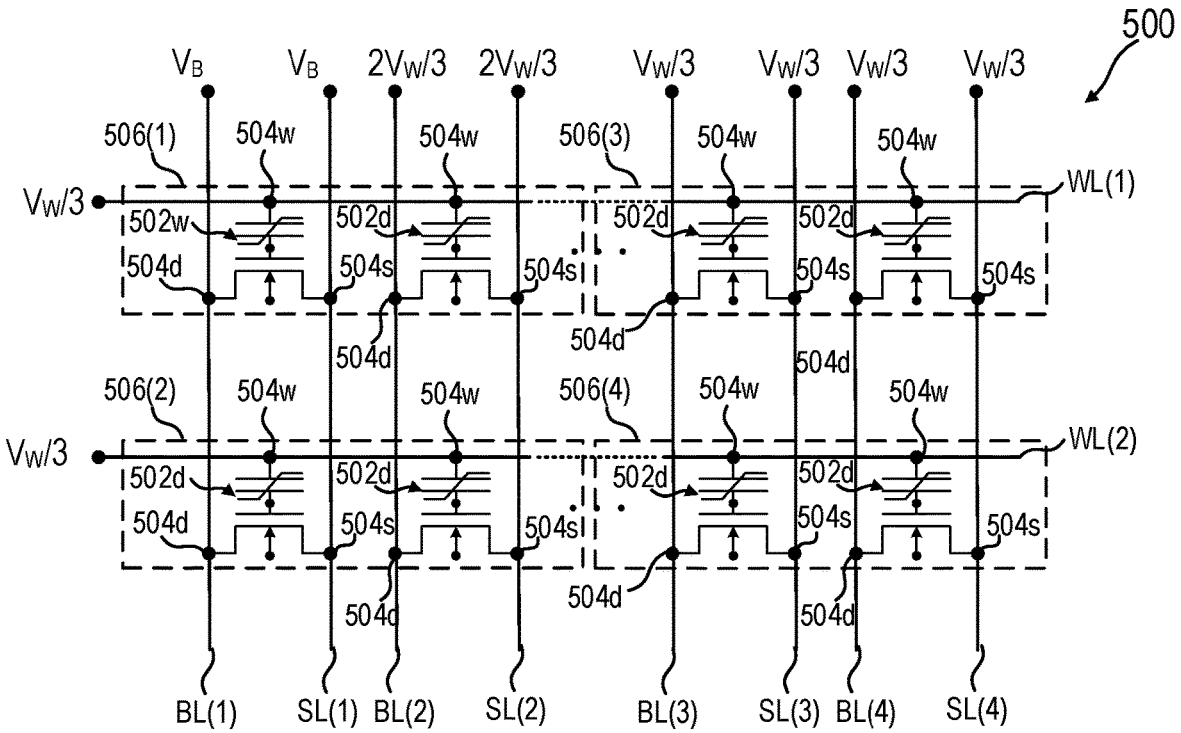 500
V_B V_B 2V_W/3 2V_W/3 V_W/3 V_W/3 V_W/3 V_W/3
506(1) 504w 504w 506(3) 504w 504w
V_W/3 WL(1)
502w 502d 502d 502d
. . .
504d 504s 504s 504s 504s
504d 504d 504d
506(2) 504w 504w 506(4) 504w 504w
V_W/3 WL(2)
502d 502d 502d 502d
. . .
504d 504s 504s 504s 504s
504d 504d 504d
BL(1) SL(1) BL(2) SL(2) BL(3) SL(3) BL(4) SL(4)